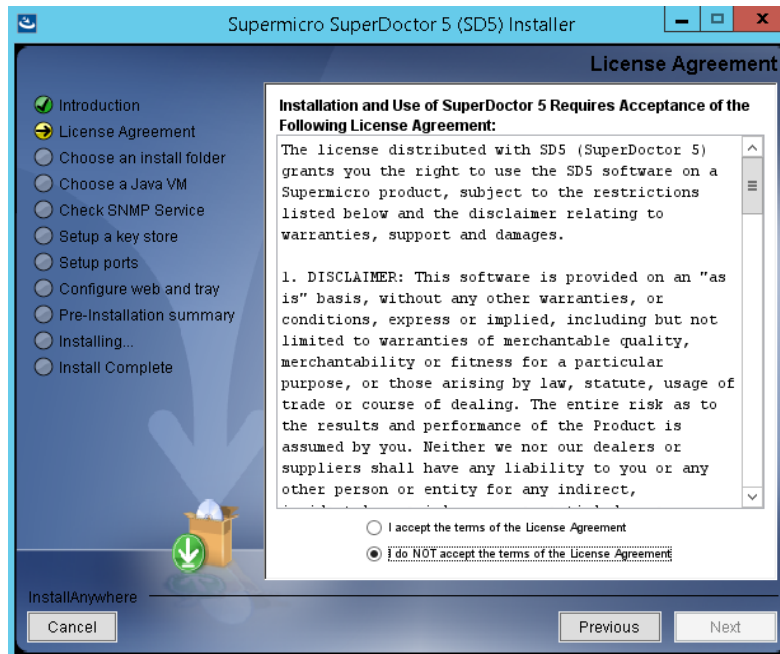 Supermicro SuperDoctor 5 (SD5) Installer
License Agreement
Introduction
License Agreement
Choose an install folder
Choose a Java VM
Check SNMP Service
Setup a key store
Setup ports
Configure web and tray
Pre-Installation summary
Installing...
Install Complete
Installation and Use of SuperDoctor 5 Requires Acceptance of the
Following License Agreement:
The license distributed with SD5 (SuperDoctor 5)
grants you the right to use the SD5 software on a
Supermicro product, subject to the restrictions
listed below and the disclaimer relating to
warranties, support and damages.
1. DISCLAIMER: This software is provided on an "as
is" basis, without any other warranties, or
conditions, express or implied, including but not
limited to warranties of merchantable quality,
merchantability or fitness for a particular
purpose, or those arising by law, statute, usage of
trade or course of dealing. The entire risk as to
the results and performance of the Product is
assumed by you. Neither we nor our dealers or
suppliers shall have any liability to you or any
other person or entity for any indirect,
I accept the terms of the License Agreement
I do NOT accept the terms of the License Agreement
InstallAnywhere
Cancel
Previous
Next